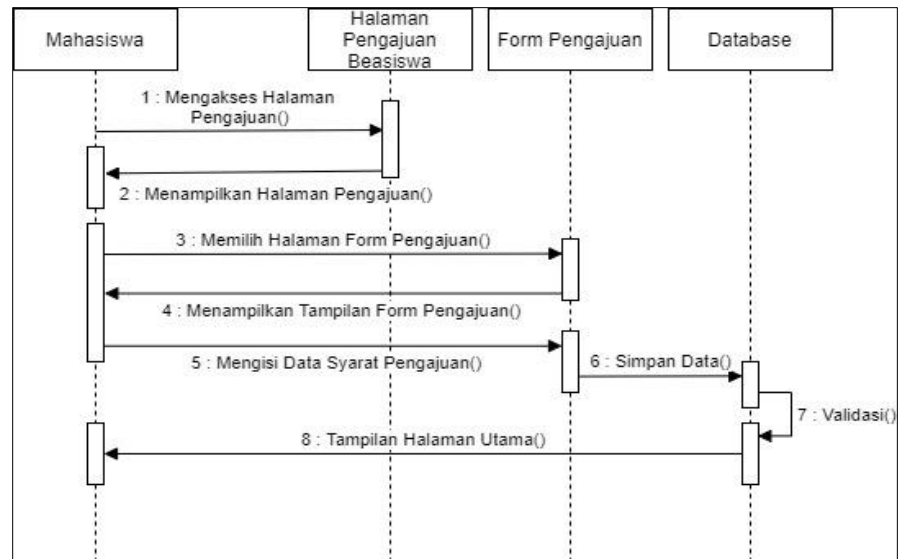 Mahasiswa
Halaman
Pengajuan
Beasiswa
Form Pengajuan
Database
1 : Mengakses Halaman
Pengajuan()
2 : Menampilkan Halaman Pengajuan()
3 : Memilih Halaman Form Pengajuan()
4 : Menampilkan Tampilan Form Pengajuan()
5 : Mengisi Data Syarat Pengajuan()
6 : Simpan Data()
7 : Validasi()
8 : Tampilan Halaman Utama()